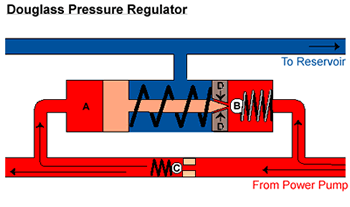 Douglass Pressure Regulator
To Reservoir
A
D
B
D
C
From Power Pump